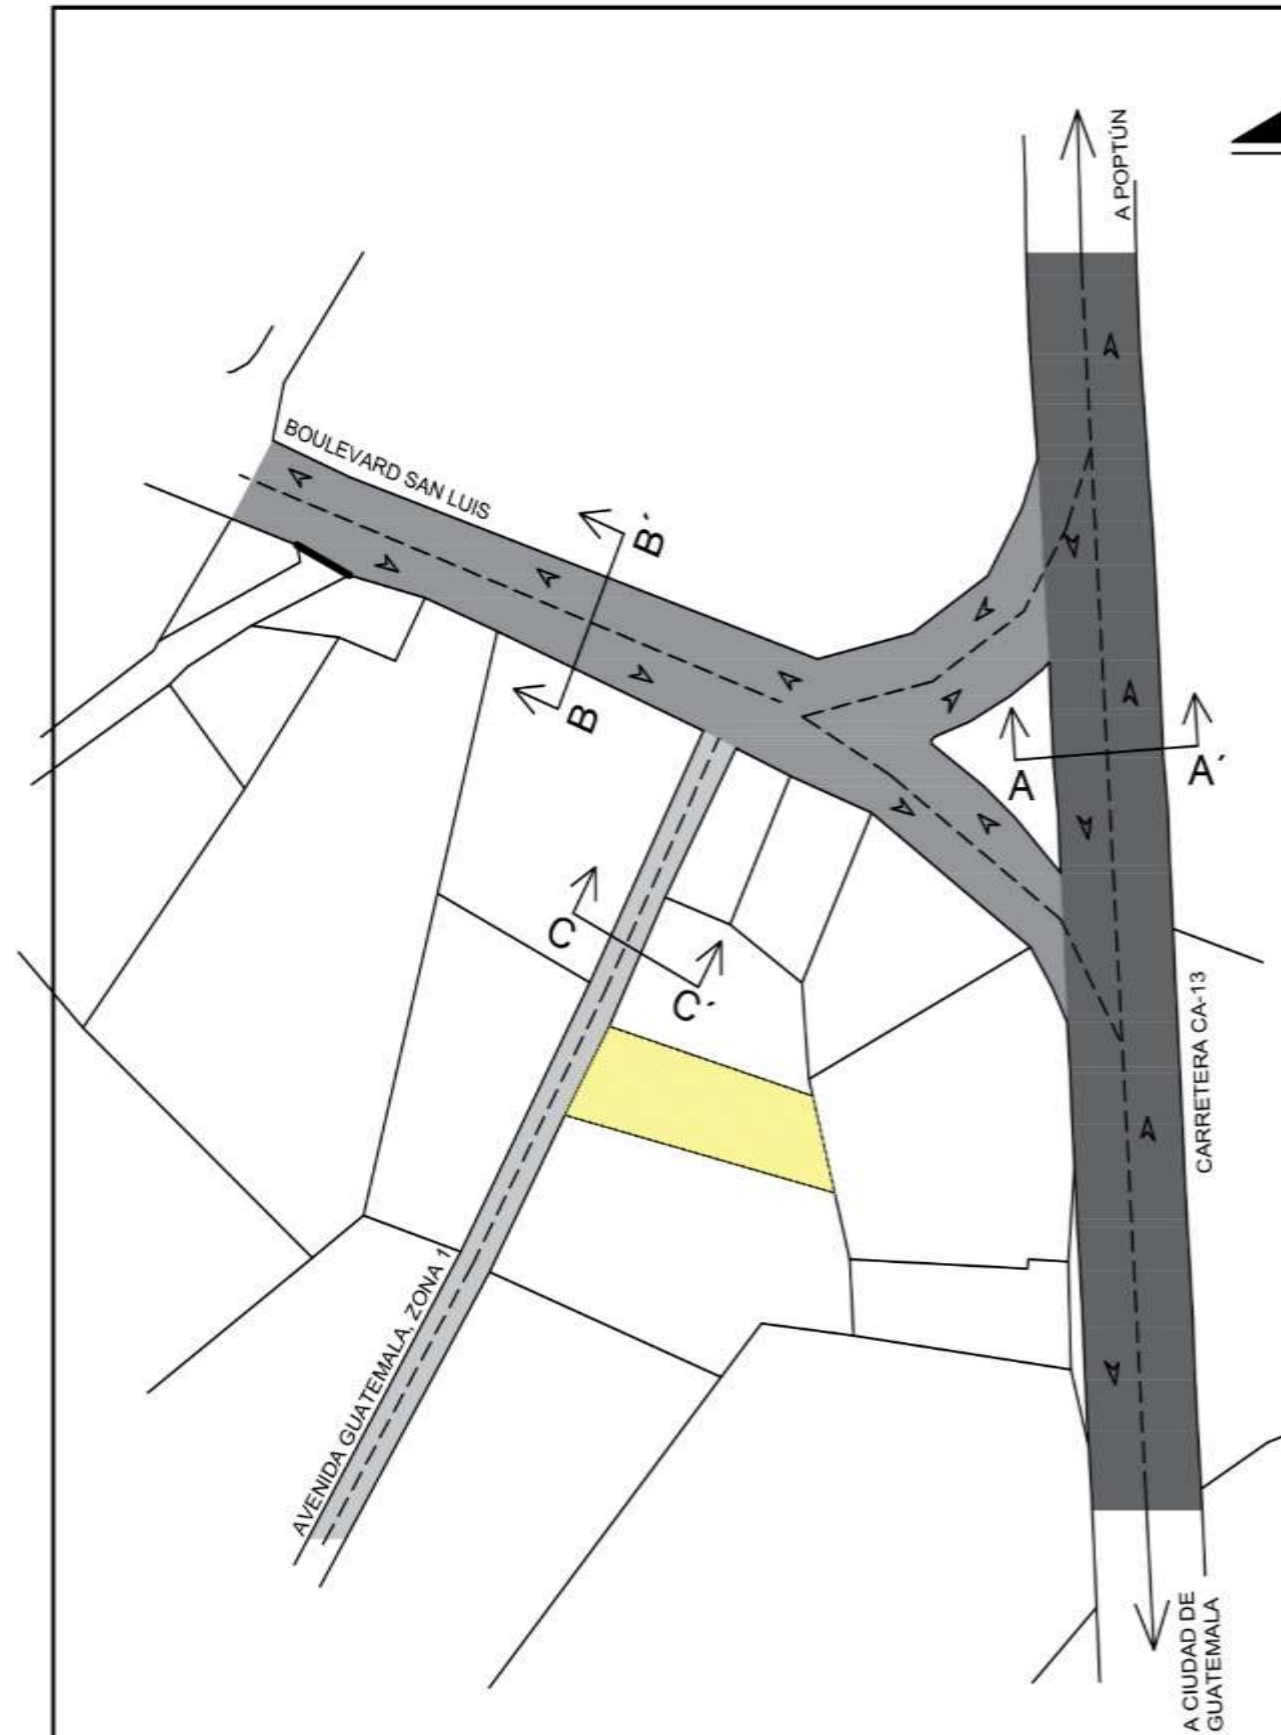 A POPTÚN
BOULEVARD SAN LUIS
B´
B
A
A´
C
C´
CARRETERA CA-13
AVENIDA GUATEMALA, ZONA 1
A CIUDAD DE
GUATEMALA